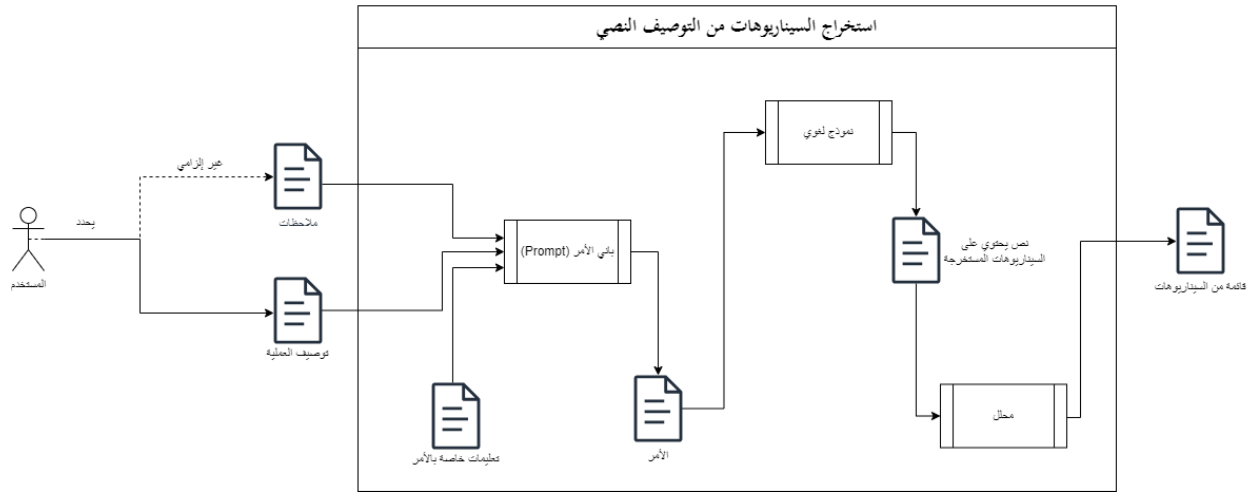 استخراج السيناريوهات من التوصيف النصي
نموذج لغوي
غير إلزامي
ملاحظات
يحدد
المستخدم
باني الأمر (Prompt)
نص يحتوي على
السيناريوهات المستخرجة
قائمة من السيناريوهات
توصيف العملية
محلل
تعليمات خاصة بالأمر
الأمر